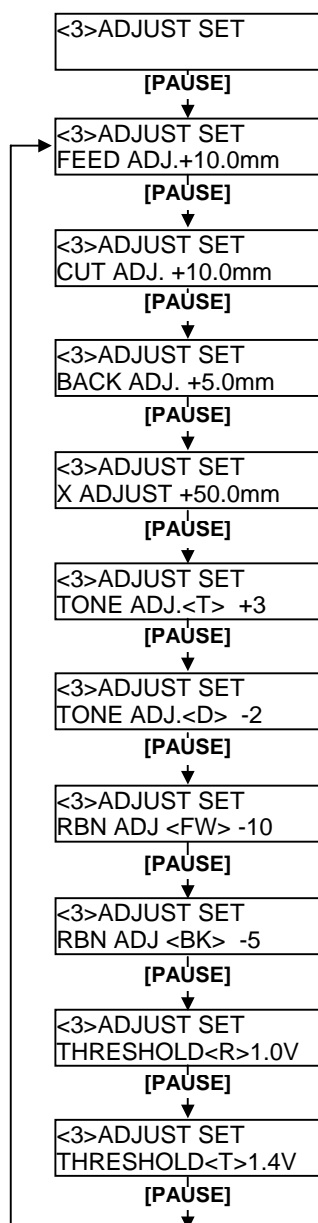 <3>ADJUST SET
[PAUSE]
<3>ADJUST SET
FEED ADJ.+10.0mm
[PAUSE]
<3>ADJUST SET
CUT ADJ. +10.0mm
[PAUSE]
<3>ADJUST SET
BACK ADJ. +5.0mm
[PAUSE]
<3>ADJUST SET
X ADJUST +50.0mm
[PAUSE]
<3>ADJUST SET
TONE ADJ.<T> +3
[PAUSE]
<3>ADJUST SET
TONE ADJ.<D> -2
[PAUSE]
<3>ADJUST SET
RBN ADJ <FW> -10
[PAUSE]
<3>ADJUST SET
RBN ADJ <BK> -5
[PAUSE]
<3>ADJUST SET
THRESHOLD<R>1.0V
[PAUSE]
<3>ADJUST SET
THRESHOLD<T>1.4V
[PAUSE]